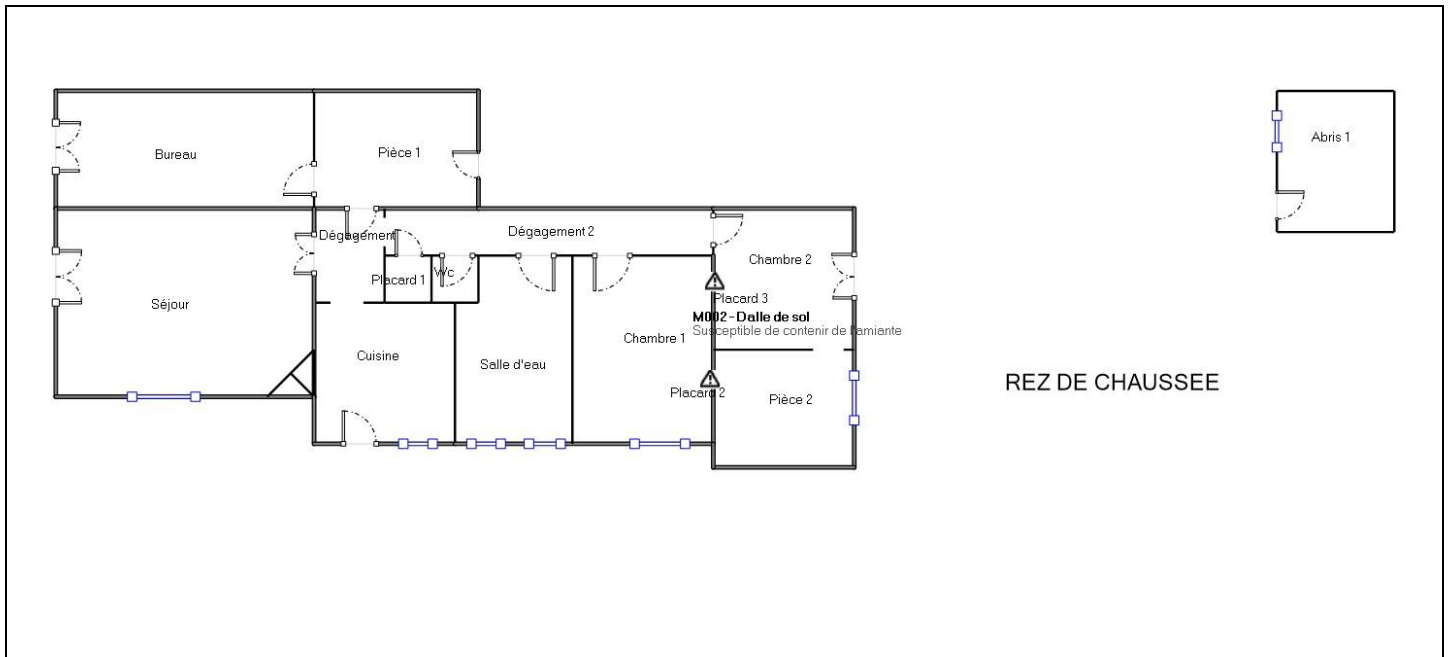 Abris 1
Bureau
Pièce 1
Dégagement
Dégagement 2
Chambre 2
Placard 1
Wc
Placard 3
Séjour
M002 - Dalle de sol
Susceptible de contenir de l'amiante
Chambre 1
Cuisine
Salle d'eau
Placard 2
Pièce 2
REZ DE CHAUSSEE